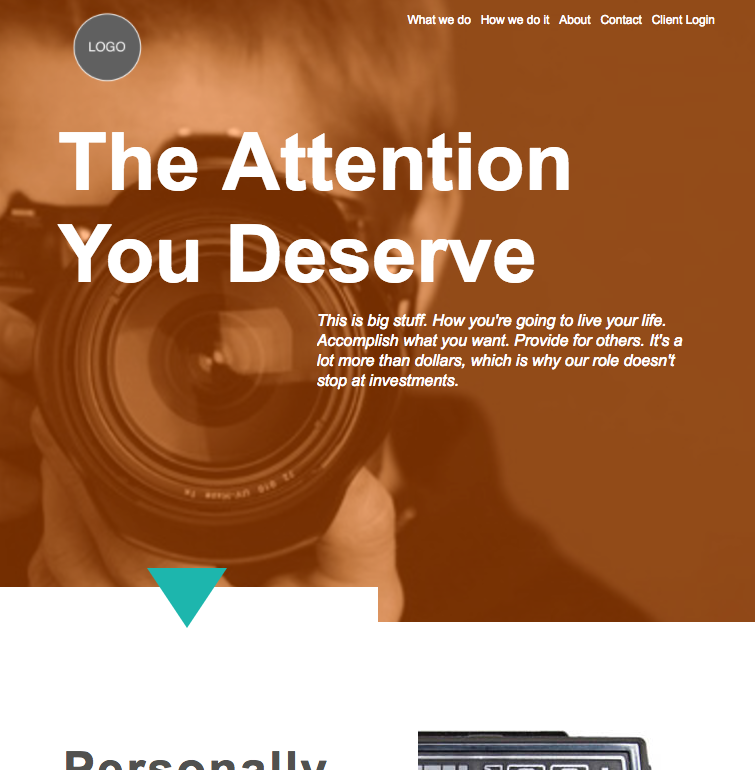 LOGO
What we do How we do it About Contact Client Login
The Attention
You Deserve
This is big stuff. How you're going to live your life.
Accomplish what you want. Provide for others. It's a
lot more than dollars, which is why our role doesn't
stop at investments.
Personally